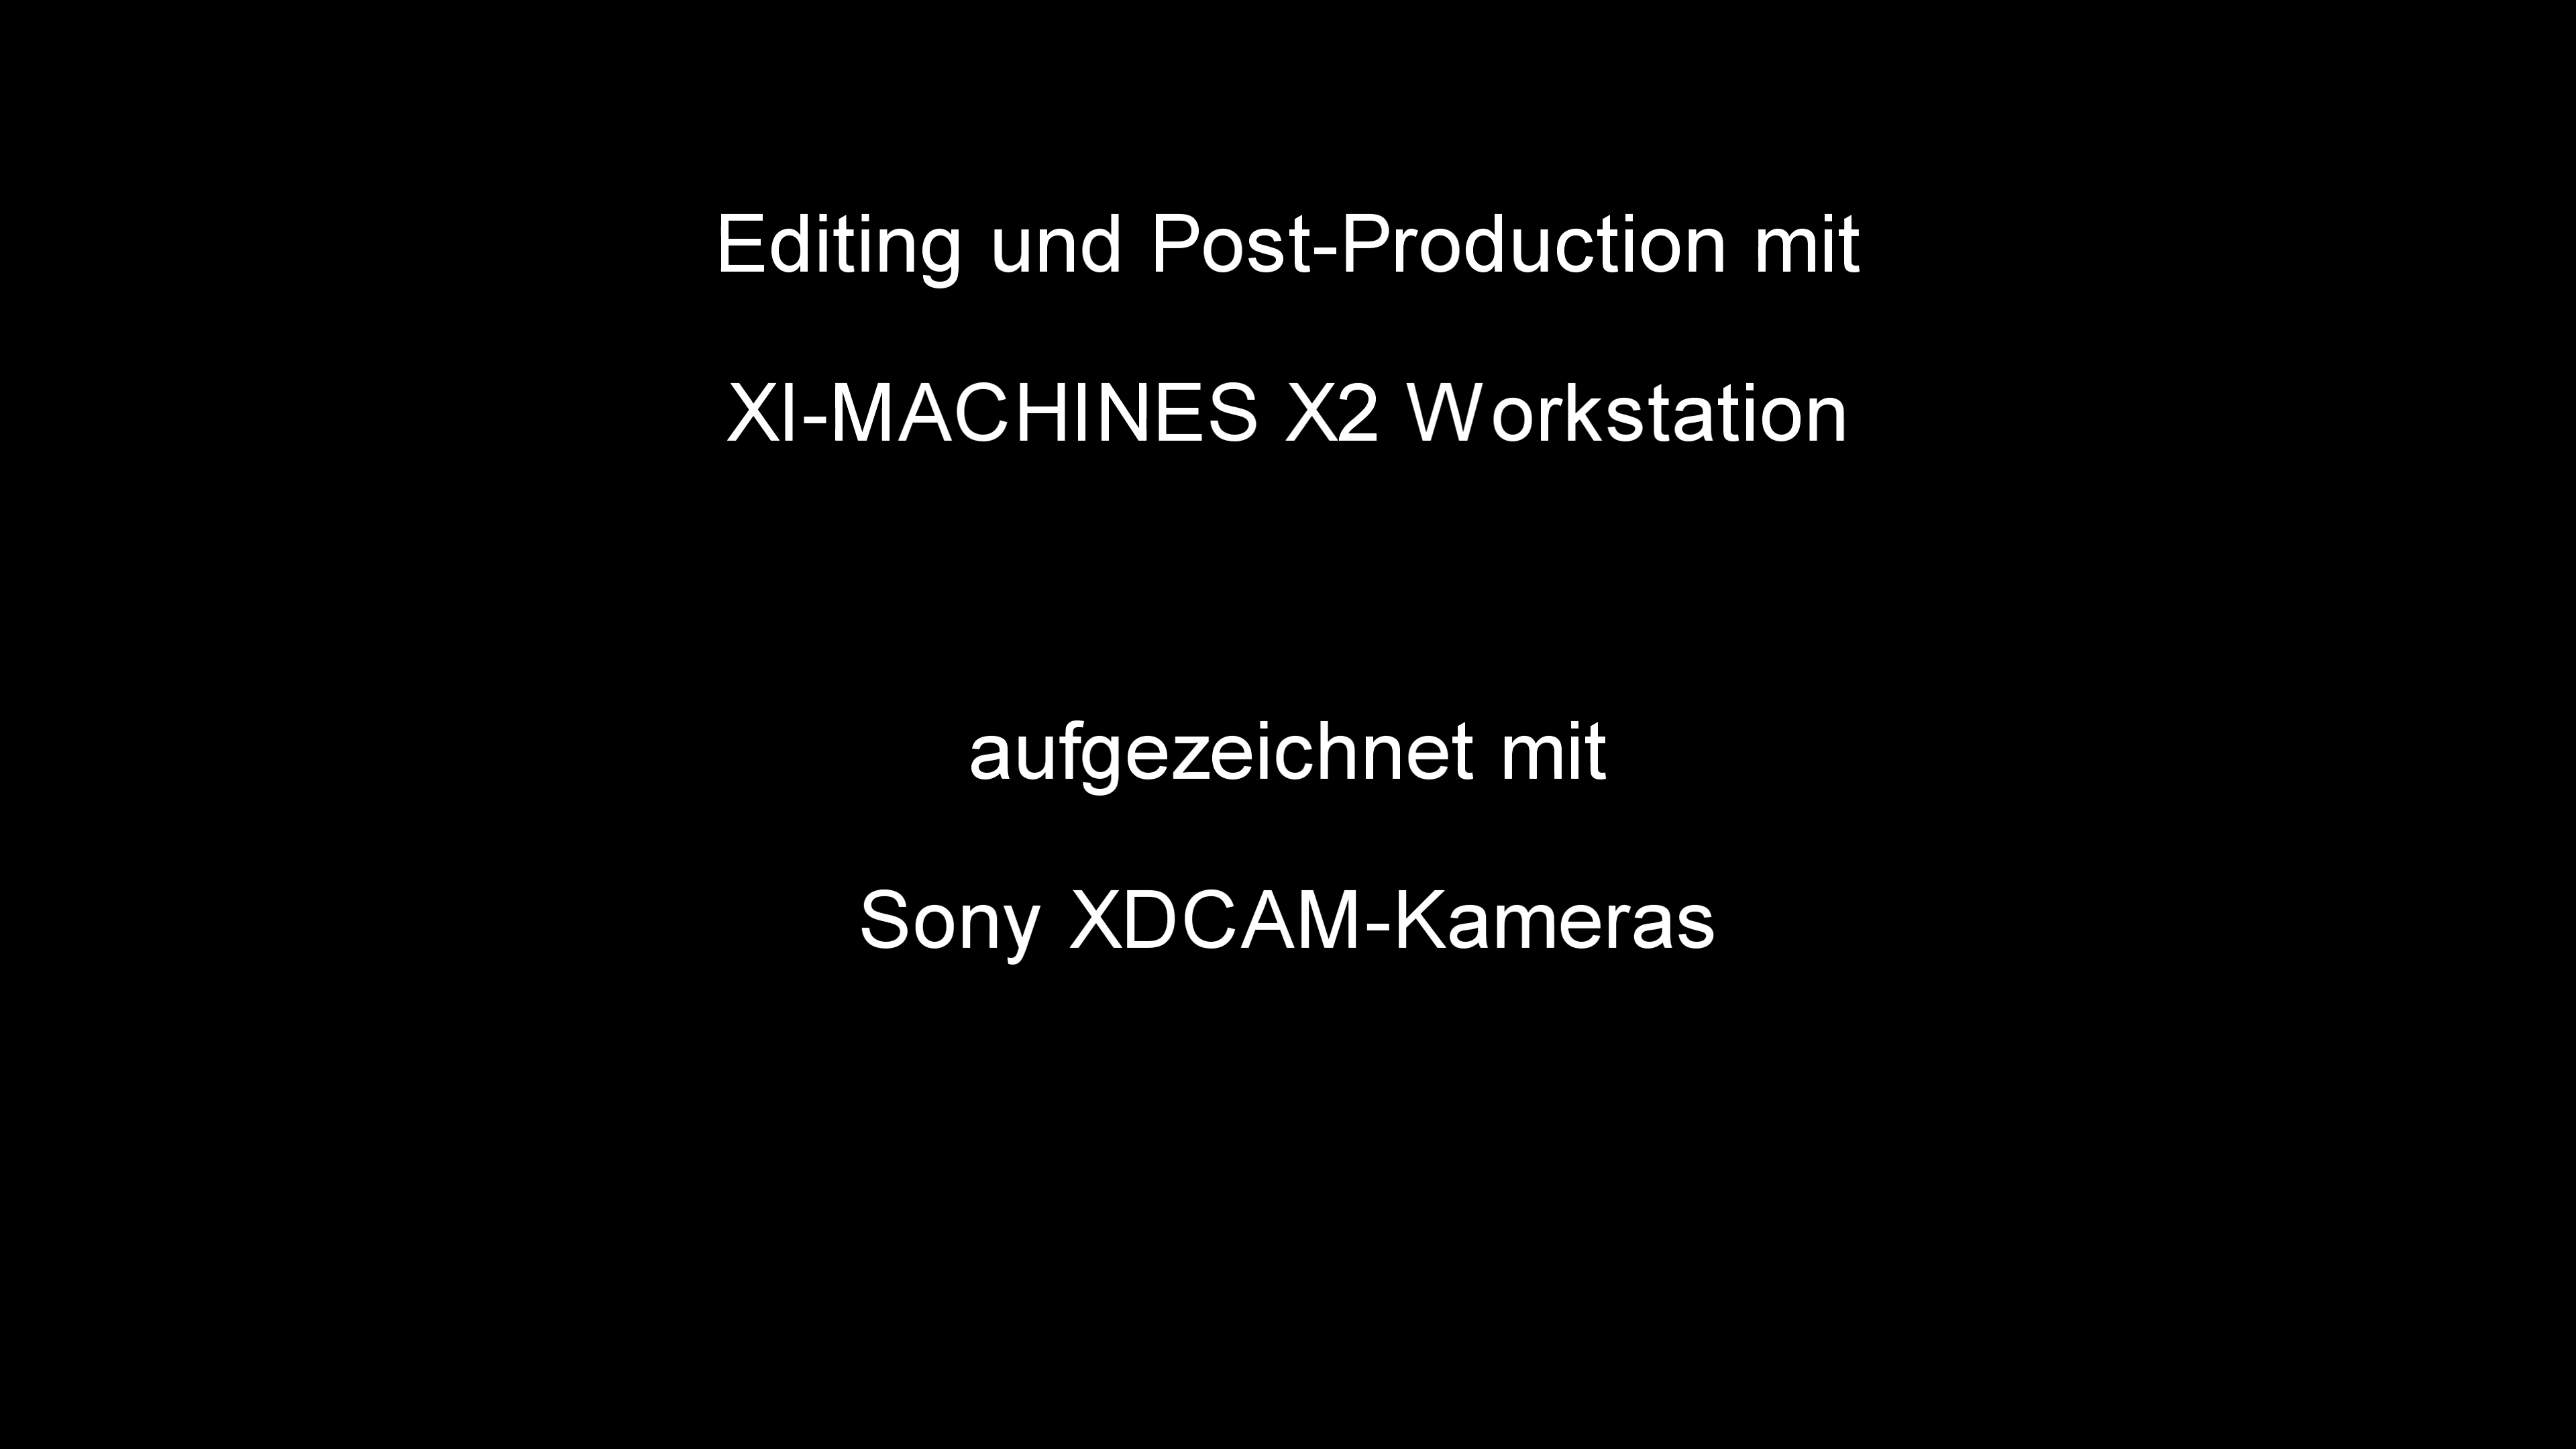 Editing und Post-Production mit
XI-MACHINES X2 Workstation
aufgezeichnet mit
Sony XDCAM-Kameras